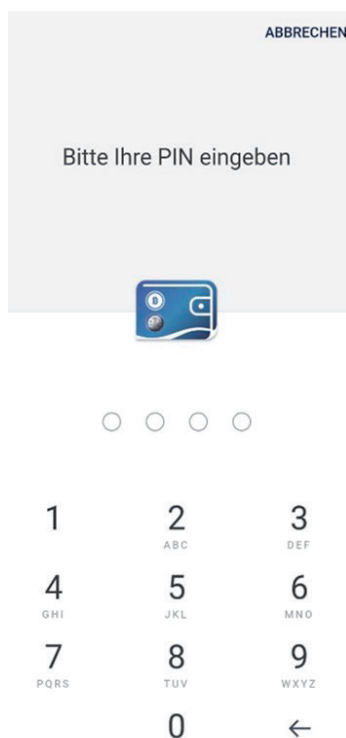 ABBRECHEN
Bitte Ihre PIN eingeben
1 2 3
ABC DEF
4 5 6
GHI JKL MNO
7 8 9
PQRS TUV WXYZ
0 ←